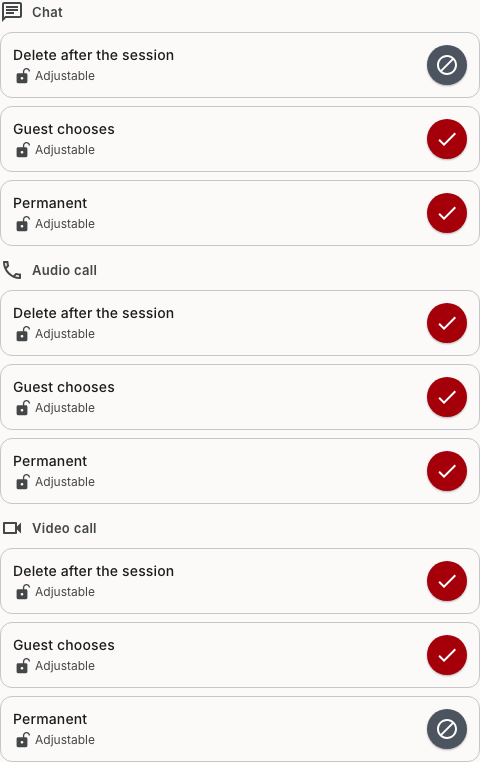 Chat
Delete after the session
Adjustable
Guest chooses
Adjustable
Permanent
Adjustable
Audio call
Delete after the session
Adjustable
Guest chooses
Adjustable
Permanent
Adjustable
Video call
Delete after the session
Adjustable
Guest chooses
Adjustable
Permanent
Adjustable